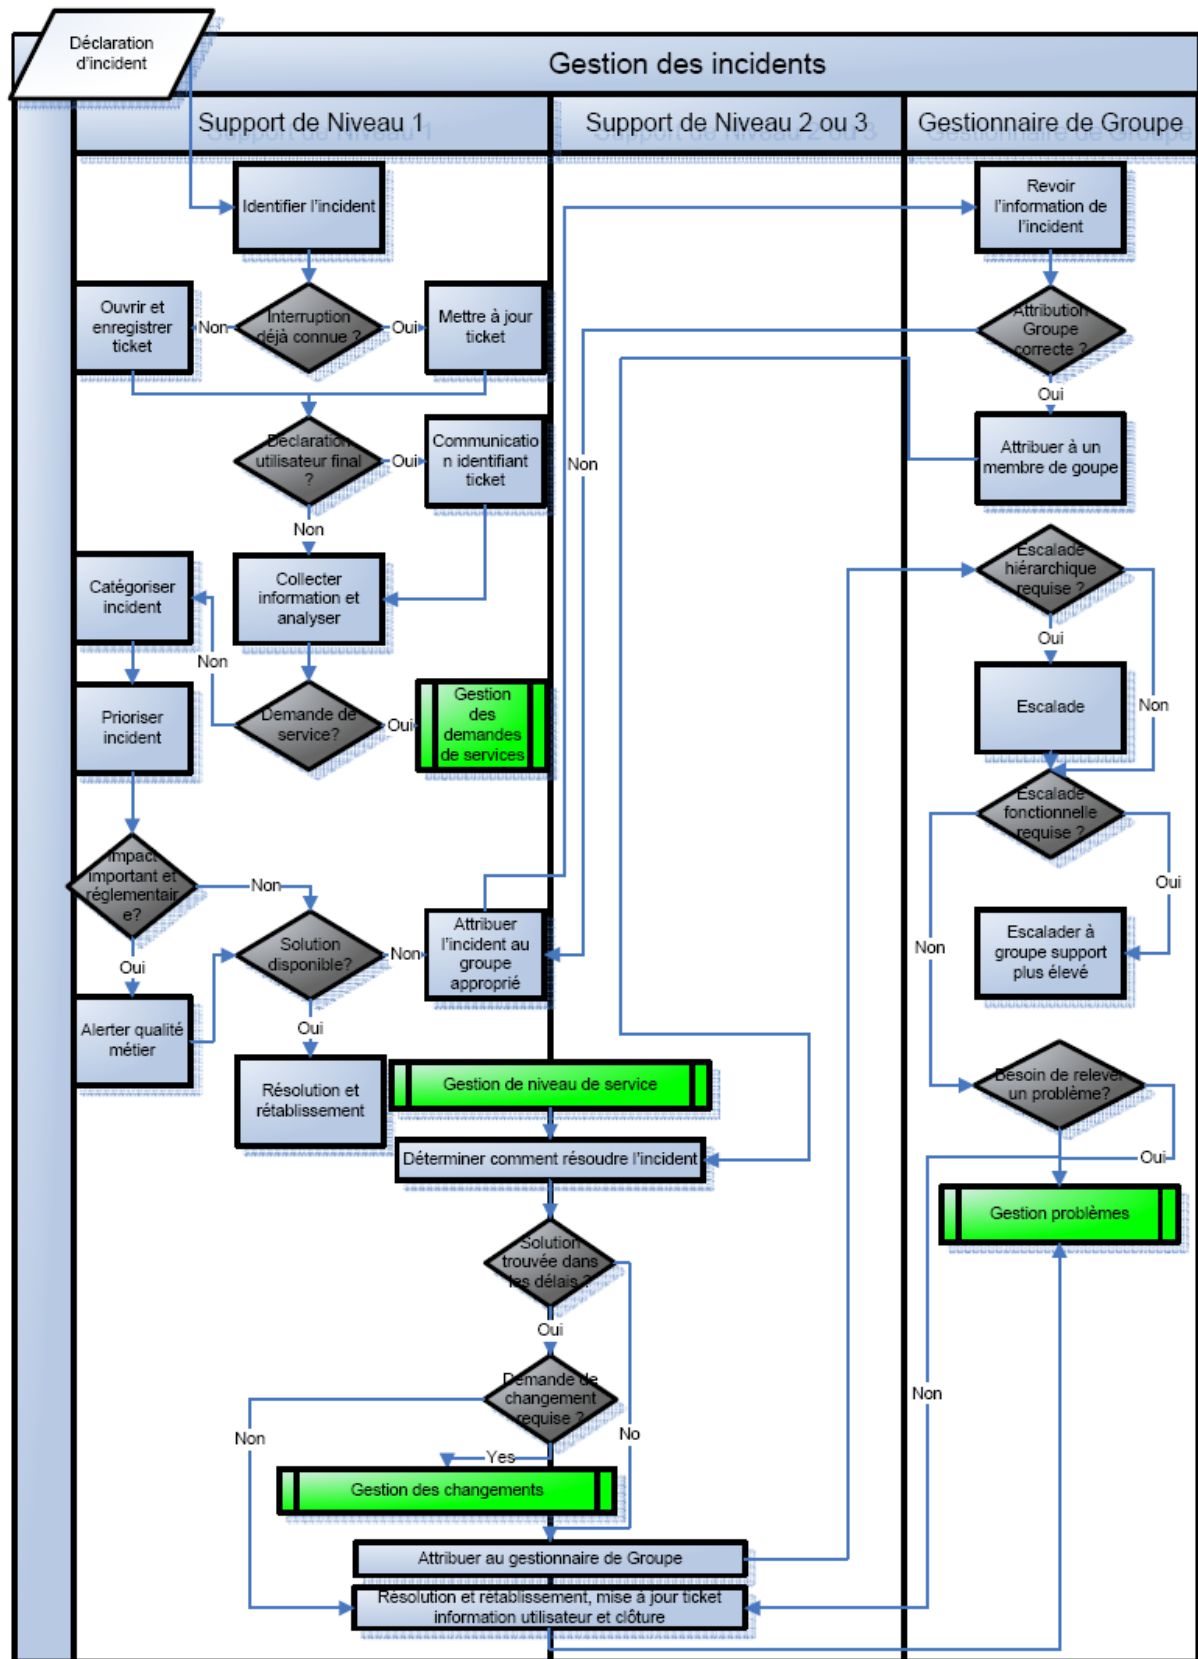 Déclaration
d'incident
Gestion des incidents
Support de Niveau 1
Support de Niveau 2 ou 3
Gestionnaire de Groupe
Identifier l'incident
Revoir
l'information de
l'incident
Ouvrir et
enregistrer
ticket
Non
Interruption
déjà connue ?
Oui
Mettre à jour
ticket
Attribution
Groupe
correcte ?
Oui
Déclaration
utilisateur final
?
Oui
Communicatio
n identifiant
ticket
Non
Attribuer à un
membre de goupe
Non
Catégoriser
incident
Collecter
information et
analyser
Escalade
hiérarchique
requise ?
Oui
Non
Prioriser
incident
Demande de
service?
Oui
Gestion
des
demandes
de services
Escalade
Non
Escalade
fonctionnelle
requise ?
Impact
important et
réglementair
e?
Non
Oui
Solution
disponible?
Non
Attribuer
l'incident au
groupe
approprié
Escalader à
groupe support
plus élevé
Non
Oui
Alerter qualité
métier
Oui
Résolution et
rétablissement
Gestion de niveau de service
Besoin de relever
un problème?
Déterminer comment résoudre l'incident
Oui
Gestion problèmes
Solution
trouvée dans
les délais ?
Oui
Demande de
changement
requise ?
Non
No
Non
Yes
Gestion des changements
Attribuer au gestionnaire de Groupe
Résolution et rétablissement, mise à jour ticket
information utilisateur et clôture